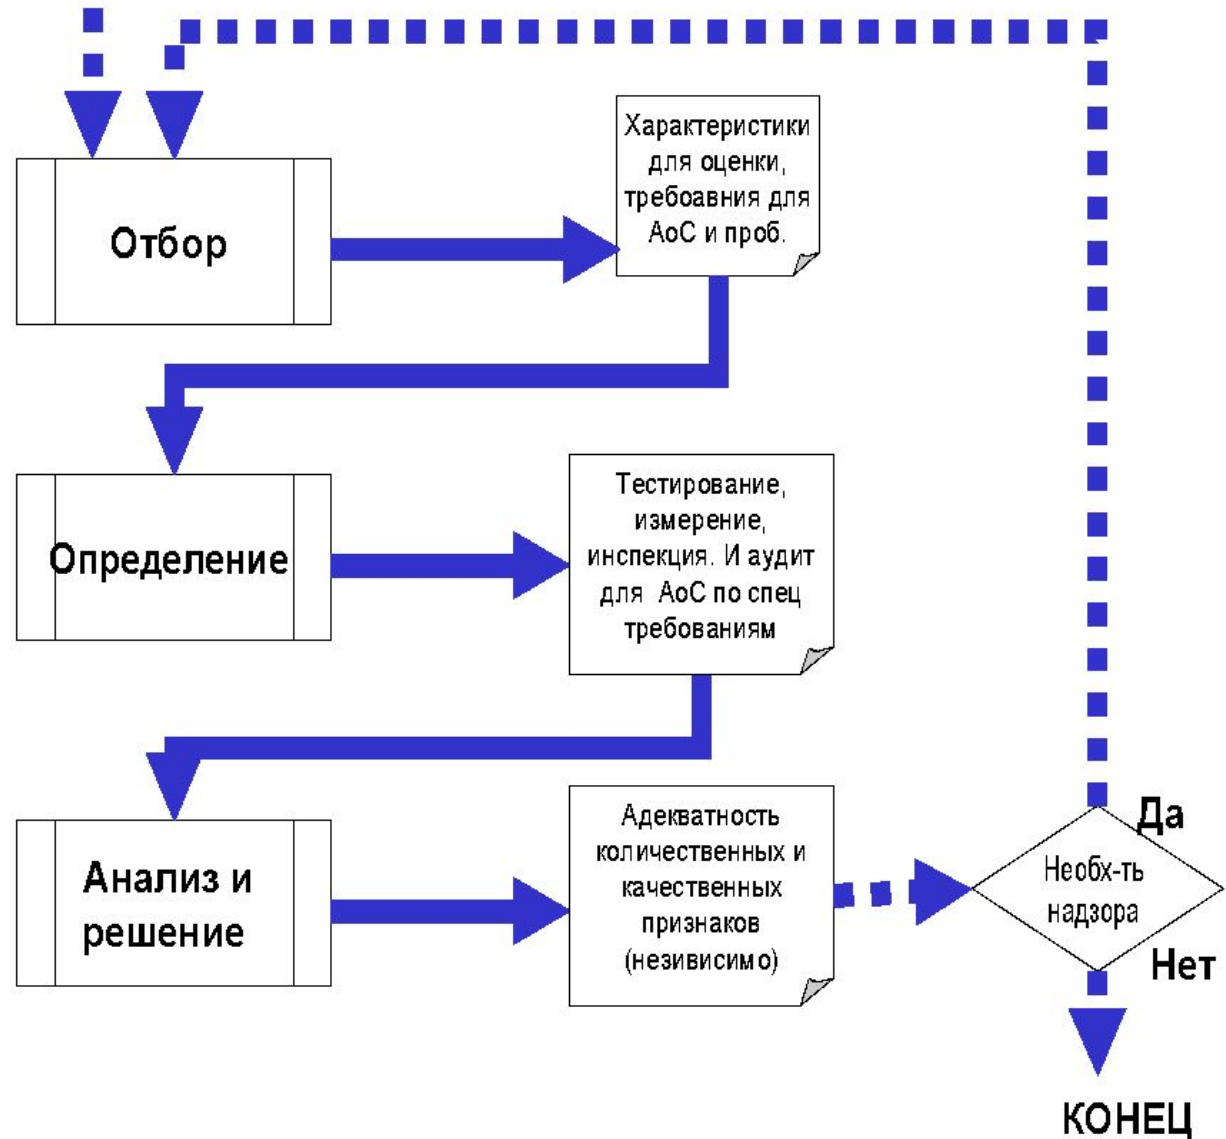 Отбор
Характеристики
для оценки,
требоавния для
АоС и проб.
Определение
Тестирование,
измерение,
инспекция. И аудит
для АоС по спец
требованиям
Анализ и
решение
Адекватность
количественных и
качественных
признаков
(незивисимо)
Да
Необх-ть
надзора
Нет
КОНЕЦ